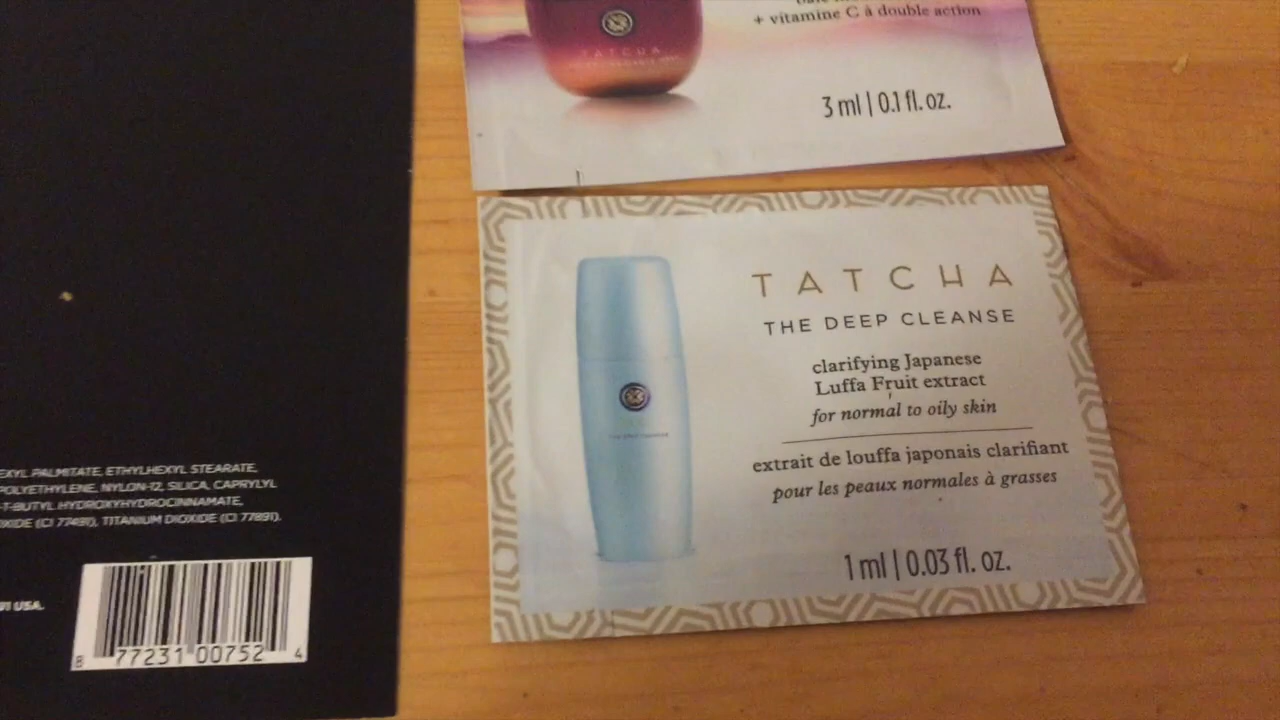 + vitamine C à double action
TATCHA
3 ml | 0.1 fl. oz.
TATCHA
THE DEEP CLEANSE
clarifying Japanese
Luffa Fruit extract
for normal to oily skin
extrait de louffa japonais clarifiant
pour les peaux normales à grasses
1 ml | 0.03 fl. oz.
EXYL PALMITATE, ETHYLHEXYL STEARATE,
POLYETHYLENE, NYLON-12, SILICA, CAPRYLYL
-T-BUTYL HYDROXYHYDROCINNAMATE,
OXIDE (CI 77491), TITANIUM DIOXIDE (CI 77891).
USA.
8 77231 00752 4